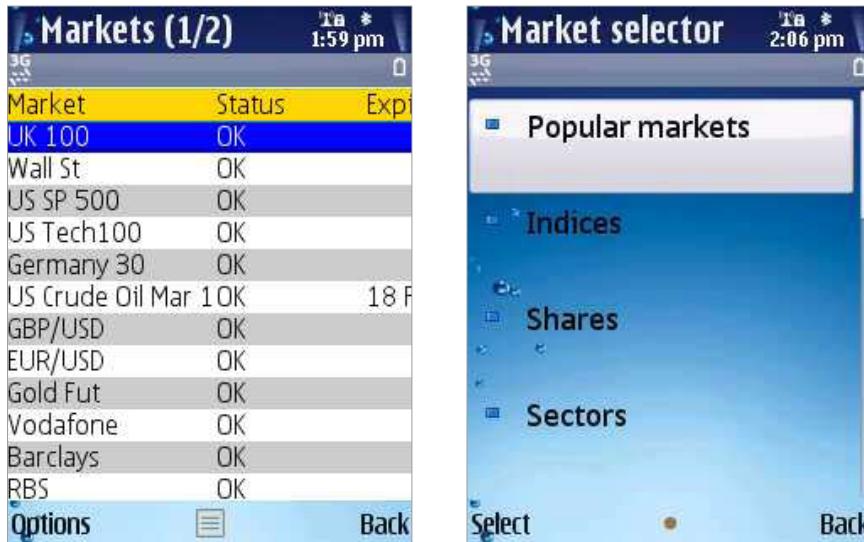 Markets (1/2)
1:59 pm
3G
Market Status Expi
UK 100 OK
Wall St OK
US SP 500 OK
US Tech100 OK
Germany 30 OK
US Crude Oil Mar 1 OK 18 F
GBP/USD OK
EUR/USD OK
Gold Fut OK
Vodafone OK
Barclays OK
RBS OK
Options Back
Market selector
2:06 pm
3G
Popular markets
Indices
Shares
Sectors
Select Back